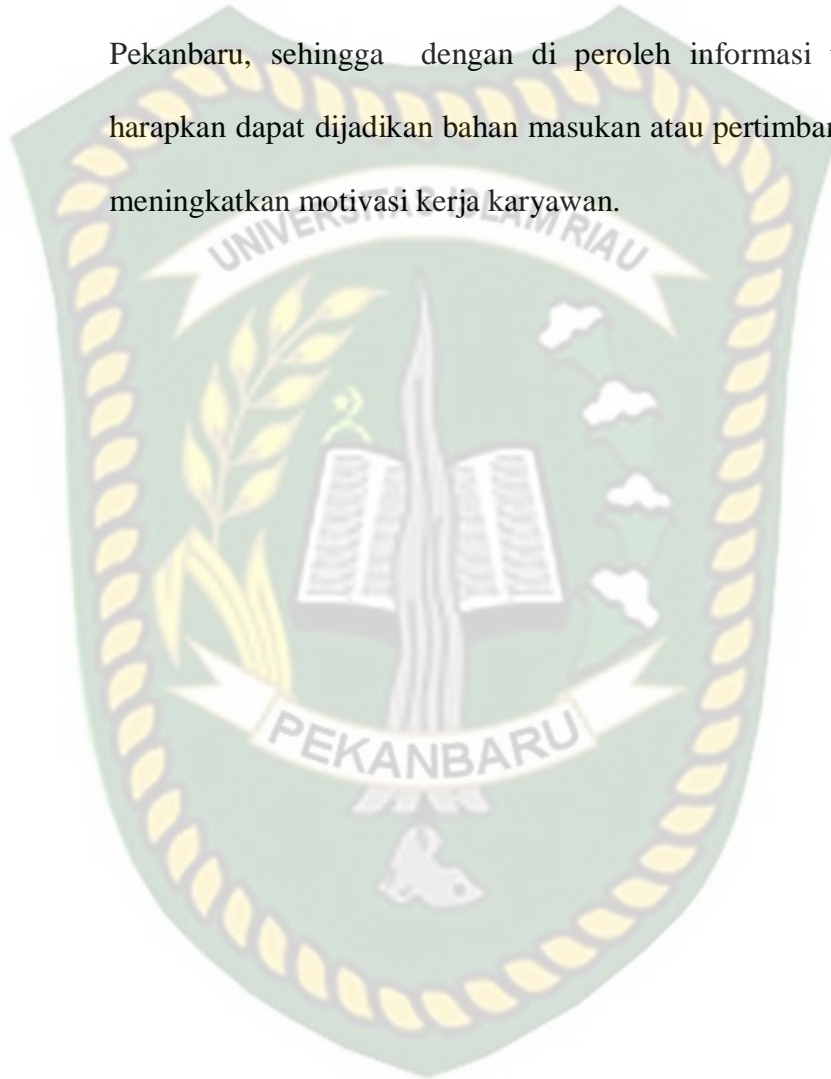 Pekanbaru, sehingga dengan di peroleh informasi
harapkan dapat dijadikan bahan masukan atau
meningkatkan motivasi kerja karyawan.
UNIVERSITAS ISLAM RIAU
PEKANBARU